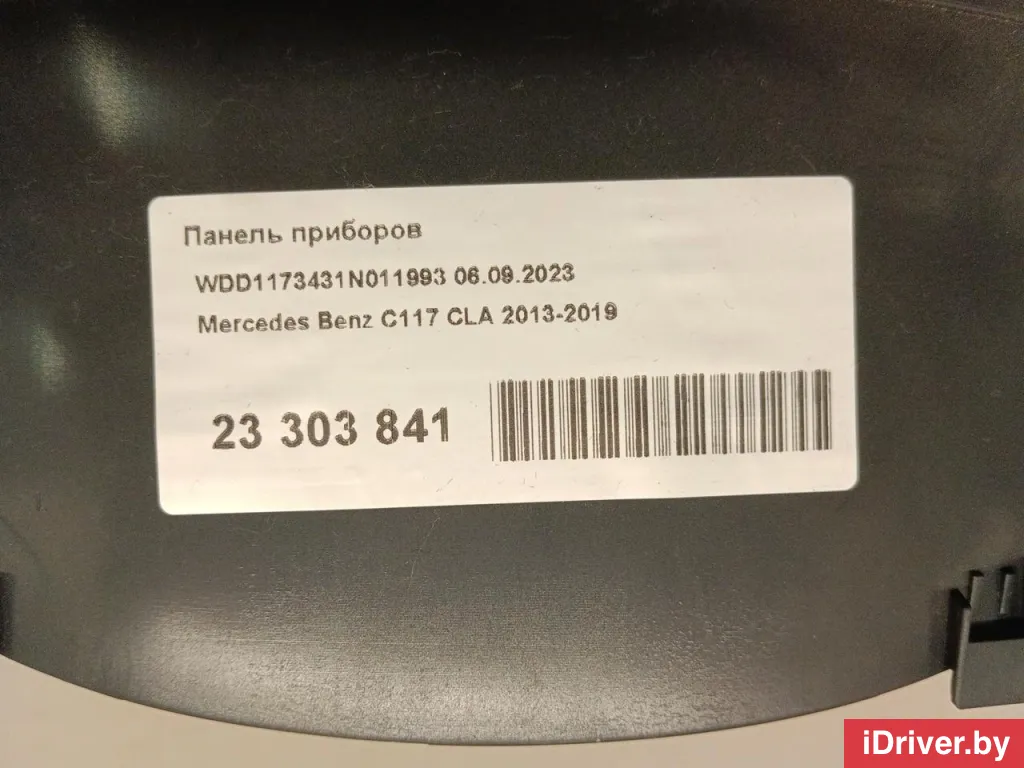 Панель приборов
WDD1173431N011993 06.09.2023
Mercedes Benz C117 CLA 2013-2019
23 303 841
iDriver.by